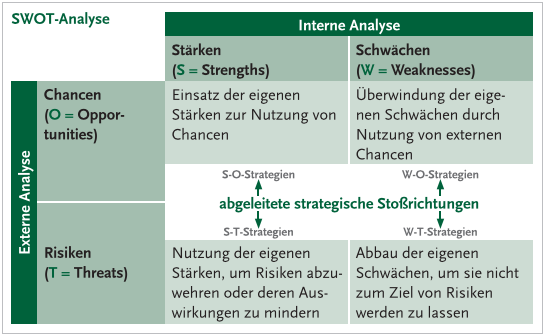 SWOT-Analyse
Interne Analyse
Stärken
(S = Strengths)
Schwächen
(W = Weaknesses)
Externe Analyse
Chancen
(O = Oppor-
tunities)
Einsatz der eigenen
Stärken zur Nutzung von
Chancen
Überwindung der eige-
nen Schwächen durch
Nutzung von externen
Chancen
S-O-Strategien
W-O-Strategien
abgeleitete strategische Stoßrichtungen
S-T-Strategien
W-T-Strategien
Risiken
(T = Threats)
Nutzung der eigenen
Stärken, um Risiken abzu-
wehren oder deren Aus-
wirkungen zu mindern
Abbau der eigenen
Schwächen, um sie nicht
zum Ziel von Risiken
werden zu lassen